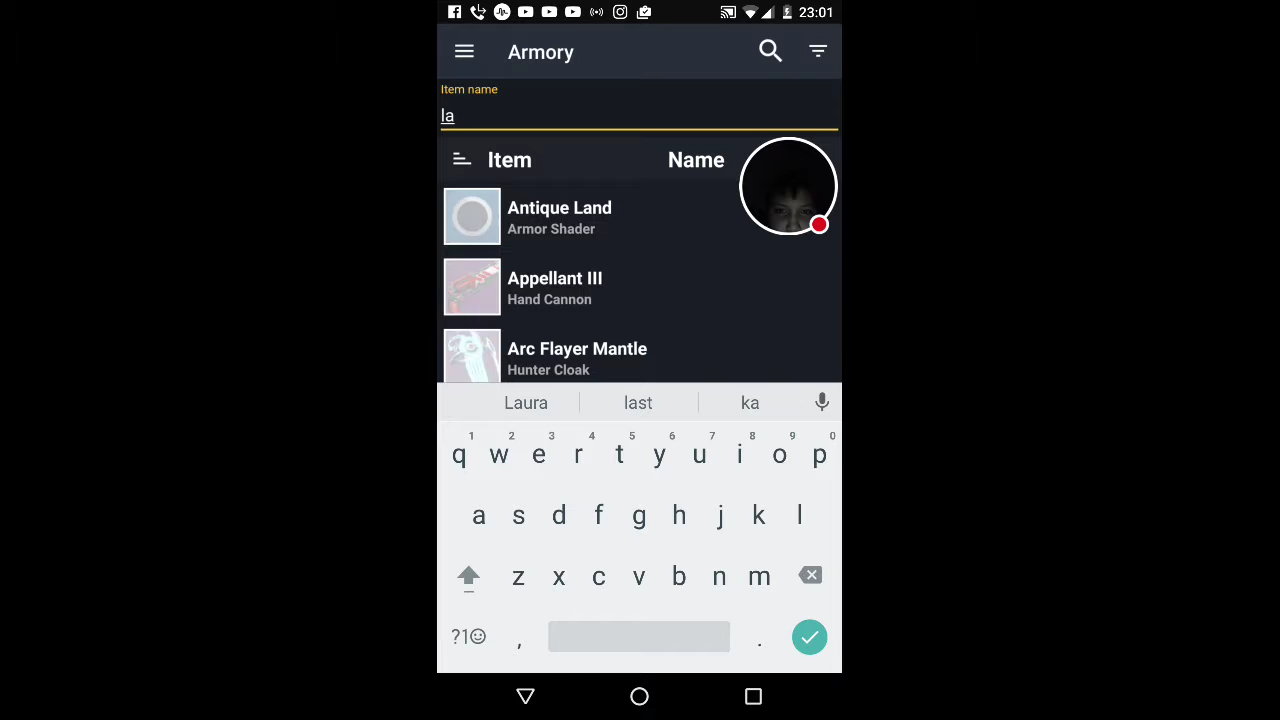 23:01
Armory
Item name
la
Item Name
Antique Land
Armor Shader
Appellant III
Hand Cannon
Arc Flayer Mantle
Hunter Cloak
Laura last ka
1 2 3 4 5 6 7 8 9 0
q w e r t y u i o p
a s d f g h j k l
z x c v b n m
?1☺ , .